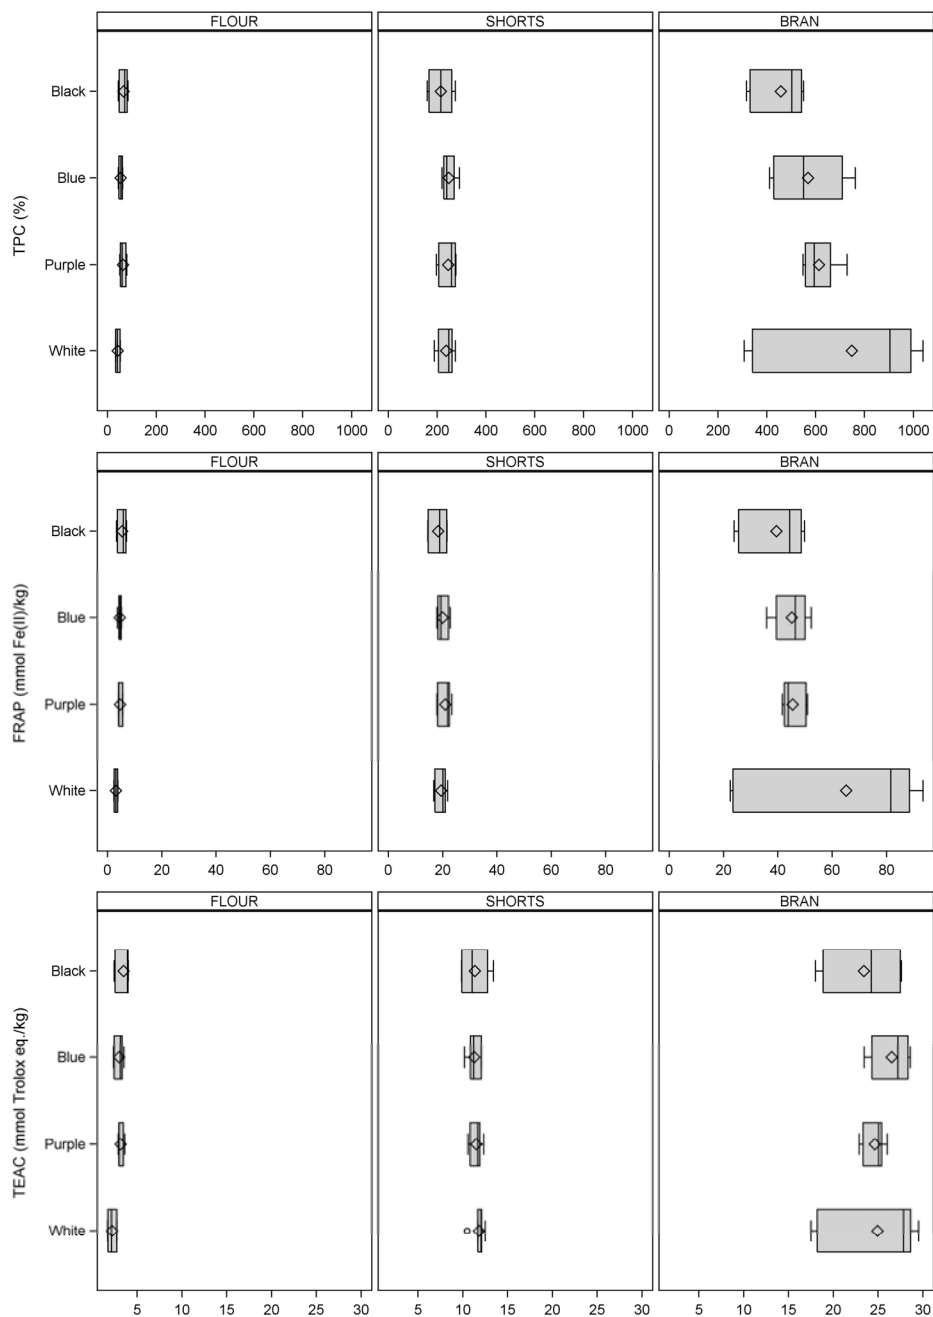 FLOUR SHORTS BRAN
TPC (%)
Black
Blue
Purple
White
0 200 400 600 800 1000 0 200 400 600 800 1000 0 200 400 600 800 1000
FLOUR SHORTS BRAN
FRAP (mmol Fe(II)/kg)
Black
Blue
Purple
White
0 20 40 60 80 0 20 40 60 80 0 20 40 60 80
FLOUR SHORTS BRAN
TEAC (mmol Trolox eq./kg)
Black
Blue
Purple
White
5 10 15 20 25 30 5 10 15 20 25 30 5 10 15 20 25 30